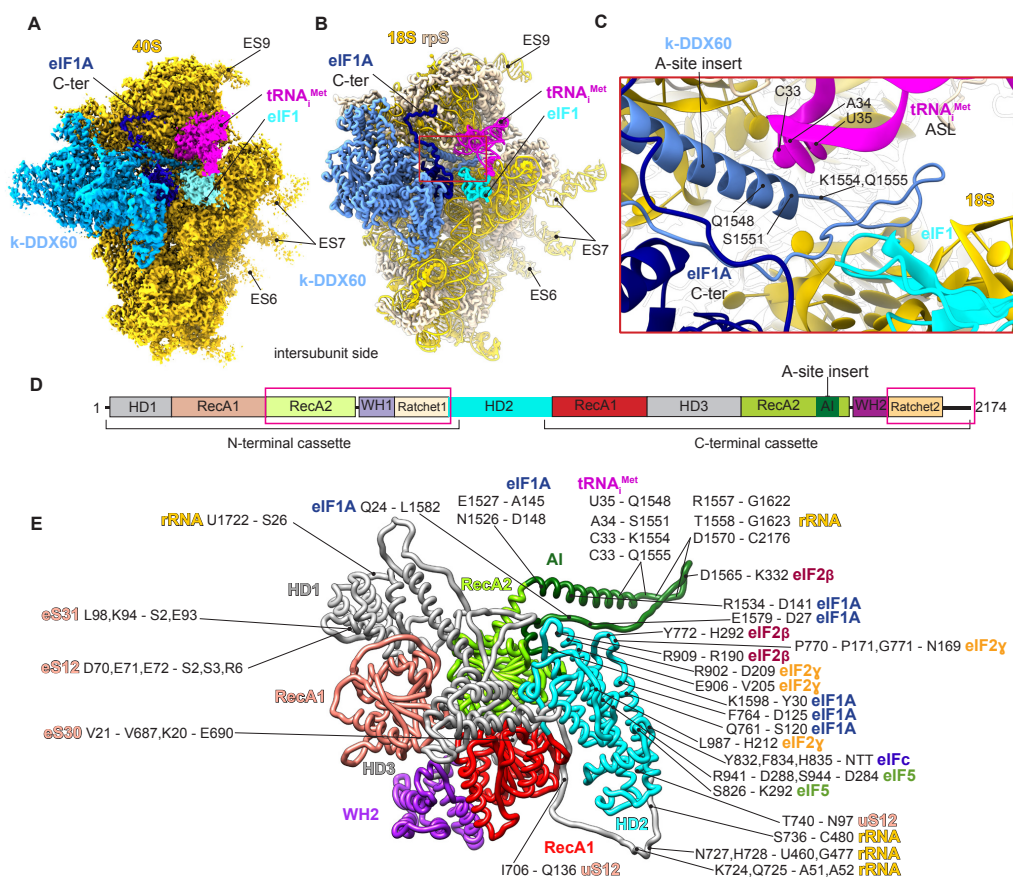 A
40S
ES9
eIF1A
C-ter
tRNAiMet
eIF1
k-DDX60
ES7
ES6
B
18S rpS
ES9
eIF1A
C-ter
tRNAiMet
eIF1
k-DDX60
ES7
ES6
intersubunit side
C
k-DDX60
A-site insert
C33
A34
U35
tRNAiMet
ASL
K1554,Q1555
Q1548
S1551
18S
eIF1
eIF1A
C-ter
D
A-site insert
1 HD1 RecA1 RecA2 WH1 Ratchet1 HD2 RecA1 HD3 RecA2 AI WH2 Ratchet2 2174
N-terminal cassette
C-terminal cassette
E
rRNA U1722 - S26
eIF1A Q24 - L1582
eIF1A
E1527 - A145
N1526 - D148
tRNAiMet
U35 - Q1548
A34 - S1551
C33 - K1554
C33 - Q1555
R1557 - G1622
T1558 - G1623 rRNA
D1570 - C2176
AI
RecA2
HD1
eS31 L98,K94 - S2,E93
eS12 D70,E71,E72 - S2,S3,R6
RecA1
eS30 V21 - V687,K20 - E690
HD3
WH2
RecA1
HD2
I706 - Q136 uS12
D1565 - K332 eIF2β
R1534 - D141 eIF1A
E1579 - D27 eIF1A
Y772 - H292 eIF2β
P770 - P171,G771 - N169 eIF2ɣ
R909 - R190 eIF2β
R902 - D209 eIF2ɣ
E906 - V205 eIF2ɣ
K1598 - Y30 eIF1A
F764 - D125 eIF1A
Q761 - S120 eIF1A
L987 - H212 eIF2ɣ
Y832,F834,H835 - NTT eIFc
R941 - D288,S944 - D284 eIF5
S826 - K292 eIF5
T740 - N97 uS12
S736 - C480 rRNA
N727,H728 - U460,G477 rRNA
K724,Q725 - A51,A52 rRNA